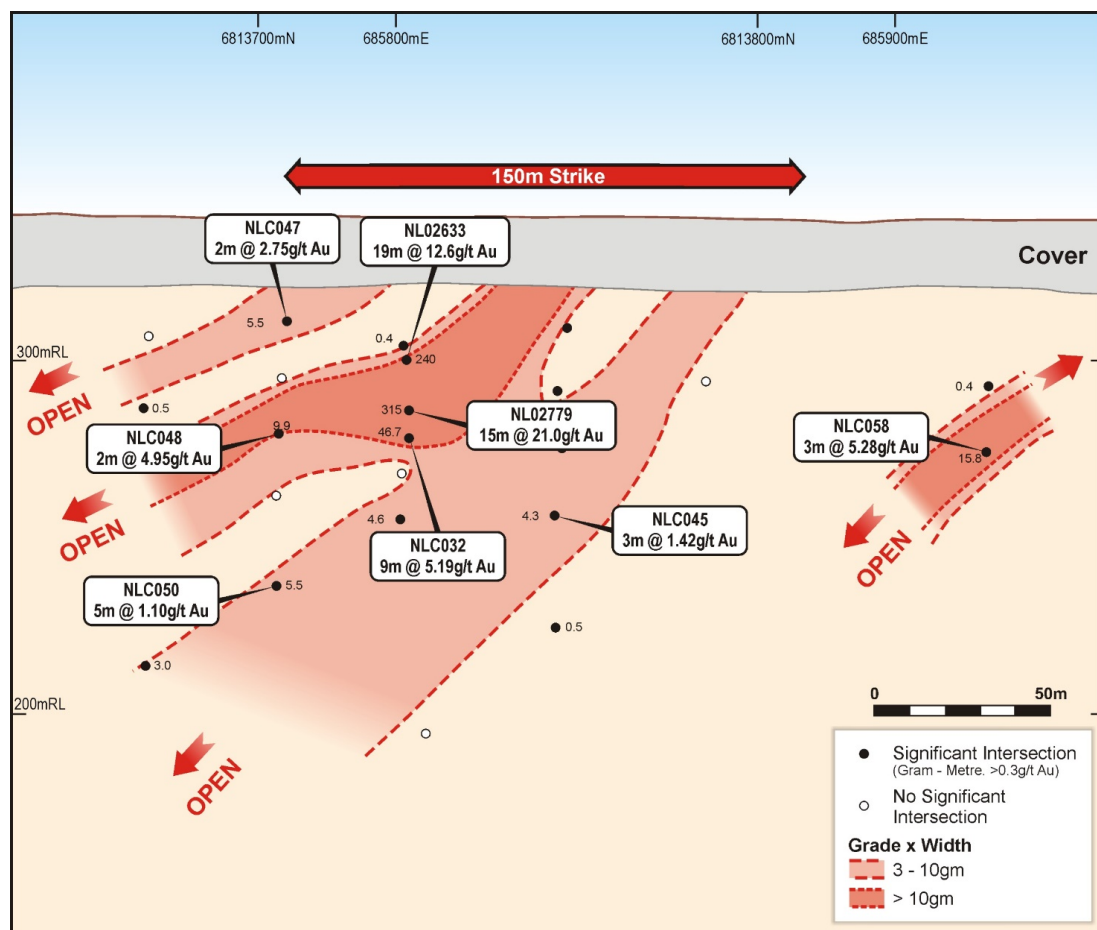 6813700mN
685800mE
6813800mN
685900mE
150m Strike
NLC047
2m @ 2.75g/t Au
NL02633
19m @ 12.6g/t Au
Cover
5.5
0.4
300mRL
240
0.4
OPEN
0.5
315
NL02779
15m @ 21.0g/t Au
NLC058
3m @ 5.28g/t Au
9.9
46.7
15.8
NLC048
2m @ 4.95g/t Au
OPEN
4.6
4.3
NLC045
3m @ 1.42g/t Au
OPEN
NLC032
9m @ 5.19g/t Au
NLC050
5m @ 1.10g/t Au
5.5
0.5
3.0
200mRL
0
50m
OPEN
Significant Intersection
(Gram - Metre. >0.3g/t Au)
No Significant
Intersection
Grade x Width
3 - 10gm
> 10gm